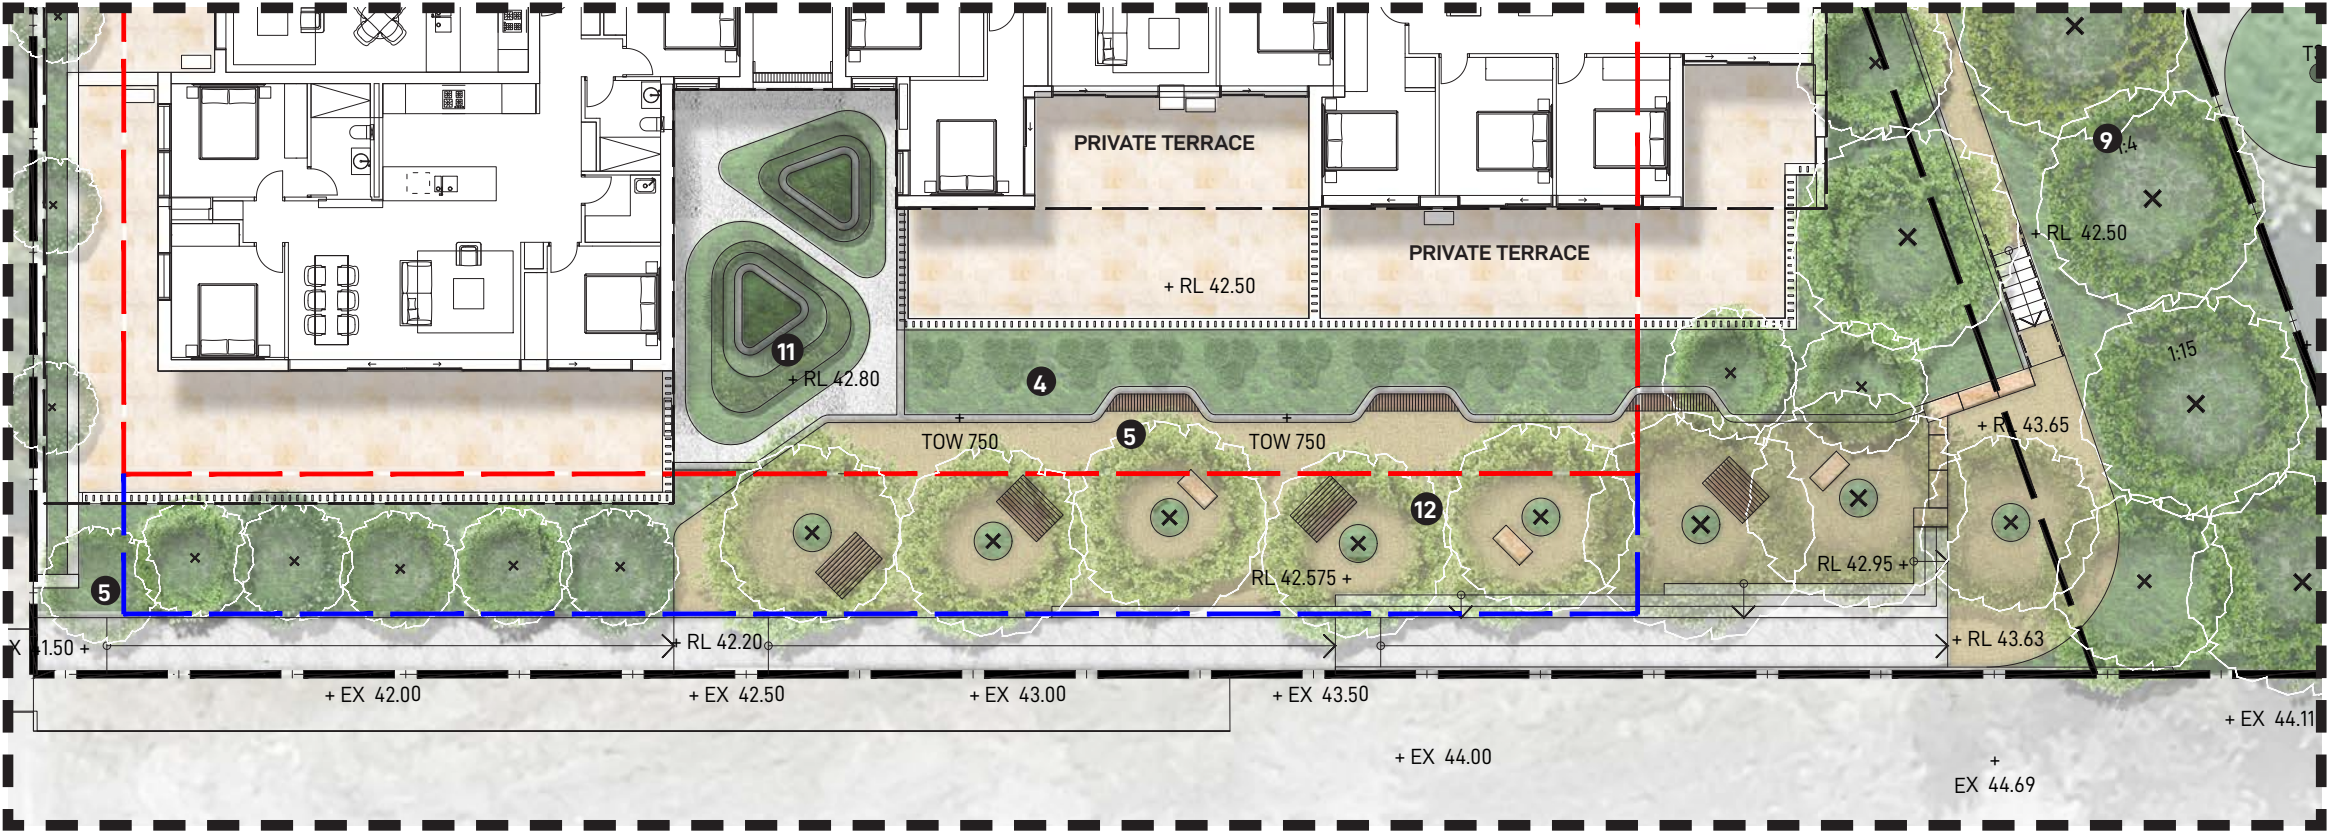 T3
PRIVATE TERRACE
9
1:4
+ RL 42.50
PRIVATE TERRACE
+ RL 42.50
11
+ RL 42.80
4
1:15
5
TOW 750
TOW 750
+ RL 43.65
12
RL 42.575 +
RL 42.95 +
5
X 41.50 +
+ RL 42.20
+ RL 43.63
+ EX 42.00
+ EX 42.50
+ EX 43.00
+ EX 43.50
+ EX 44.11
+ EX 44.00
+
EX 44.69